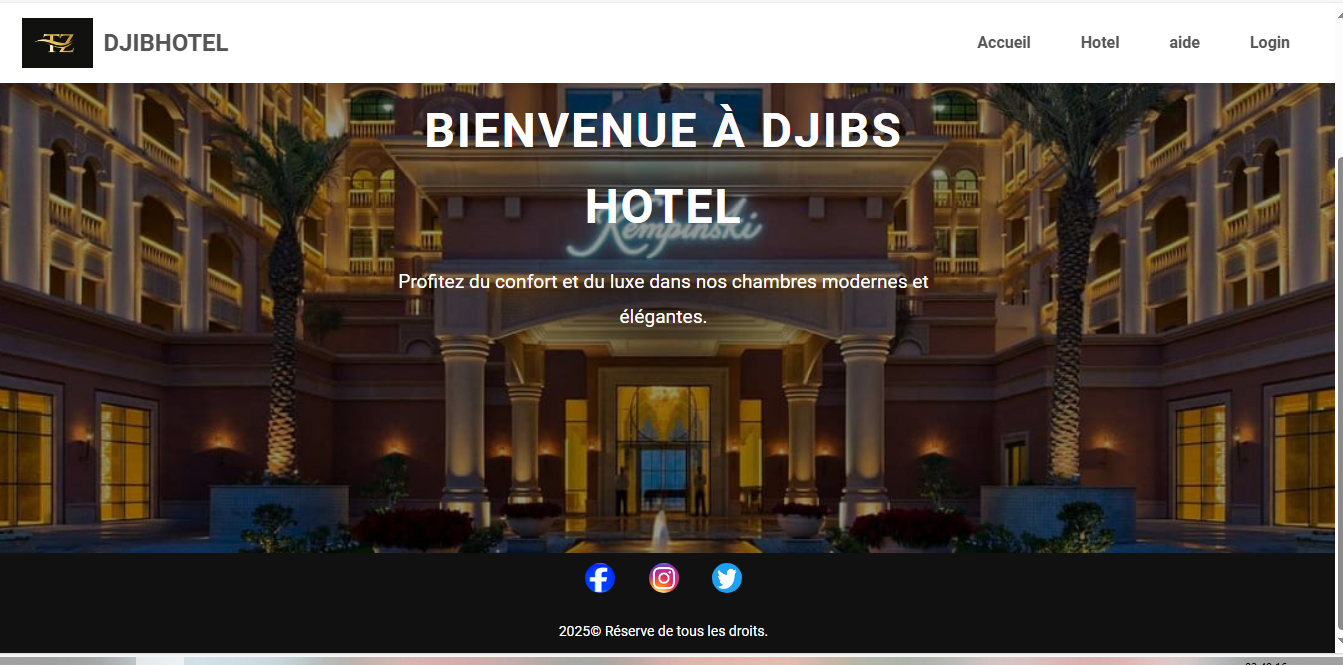 TZ
DJIBHOTEL
Accueil
Hotel
aide
Login
BIENVENUE À DJIBS
HOTEL
Kempinski
Profitez du confort et du luxe dans nos chambres modernes et
élégantes.
2025© Réserve de tous les droits.